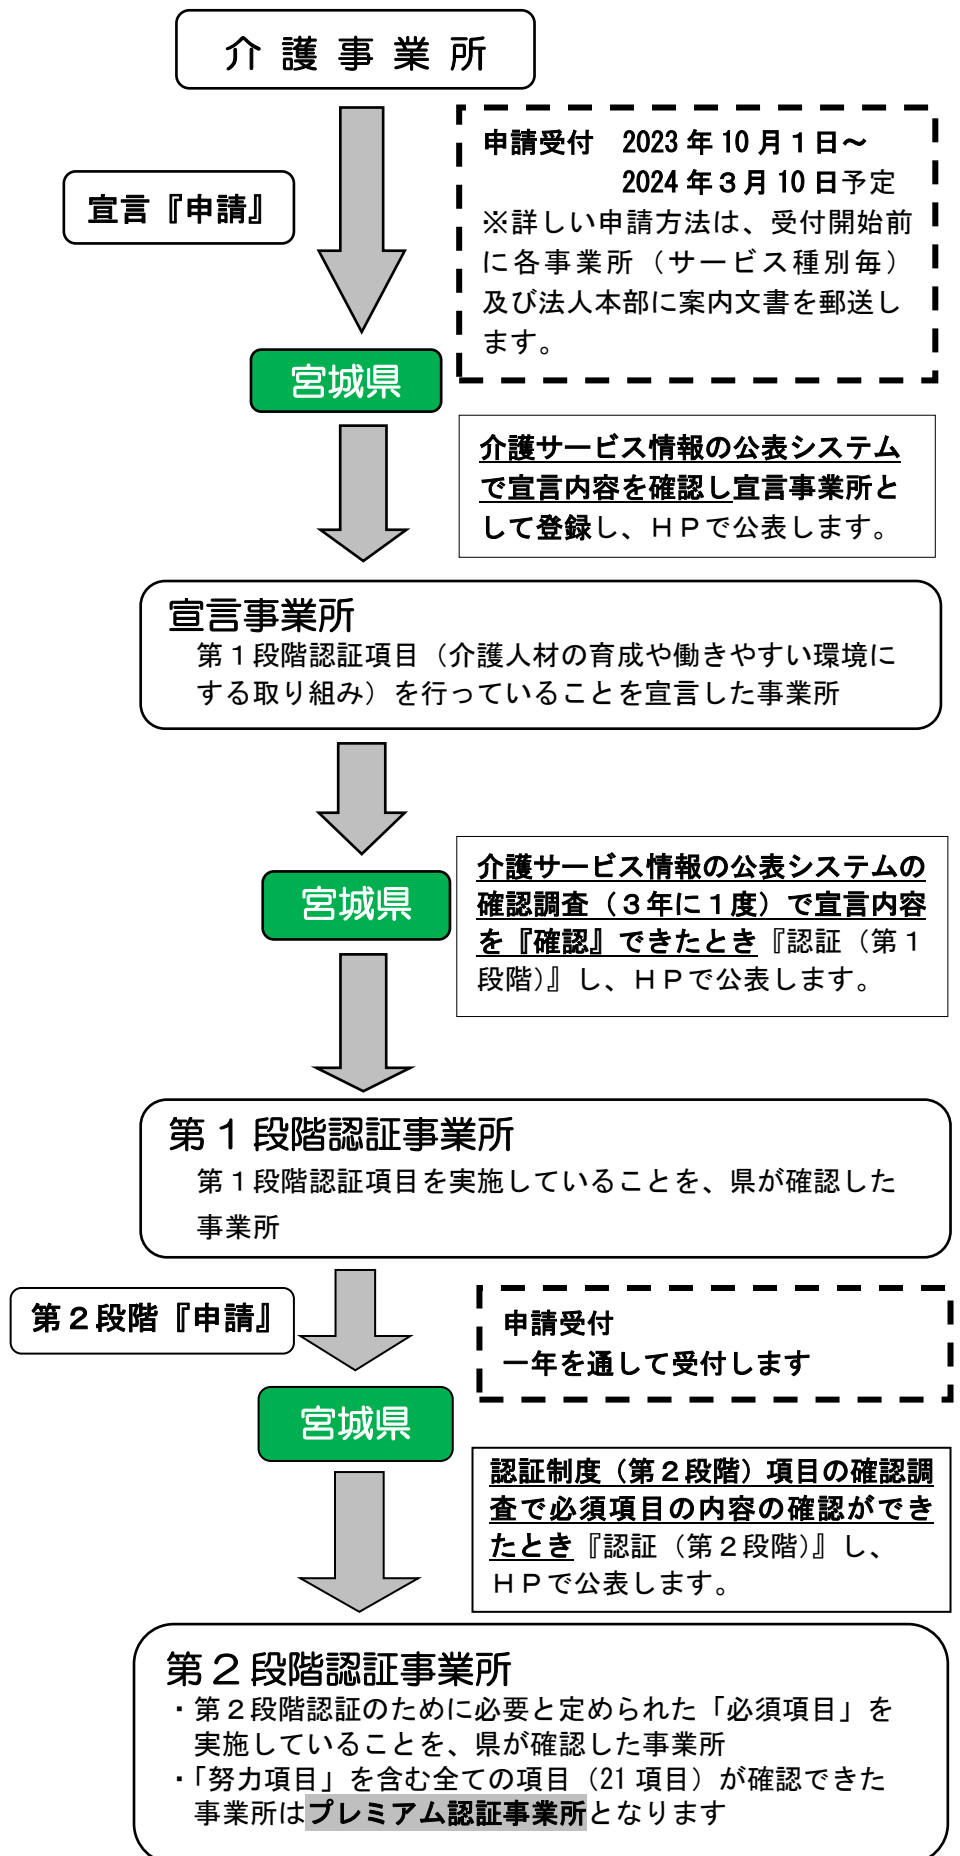 介護事業所
申請受付　2023年10月1日～
2024年3月10日予定
宣言『申請』
※詳しい申請方法は、受付開始前
に各事業所（サービス種別毎）
及び法人本部に案内文書を郵送し
ます。
宮城県
介護サービス情報の公表システム
で宣言内容を確認し宣言事業所と
して登録し、ＨＰで公表します。
宣言事業所
第１段階認証項目（介護人材の育成や働きやすい環境に
する取り組み）を行っていることを宣言した事業所
介護サービス情報の公表システムの
確認調査（３年に１度）で宣言内容
を『確認』できたとき『認証（第１
段階）』し、ＨＰで公表します。
宮城県
第１段階認証事業所
第１段階認証項目を実施していることを、県が確認した
事業所
第２段階『申請』
申請受付
一年を通して受付します
宮城県
認証制度（第２段階）項目の確認調
査で必須項目の内容の確認ができ
たとき『認証（第２段階）』し、
ＨＰで公表します。
第２段階認証事業所
・第２段階認証のために必要と定められた「必須項目」を
実施していることを、県が確認した事業所
・「努力項目」を含む全ての項目（21項目）が確認できた
事業所はプレミアム認証事業所となります